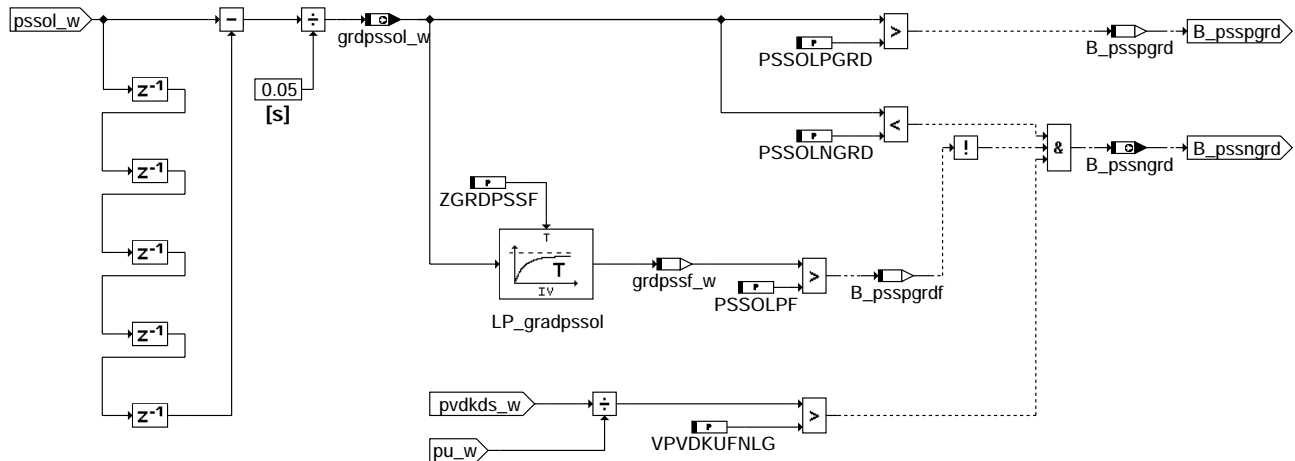 pssol_w
−
÷
grdpssol_w
0.05
[s]
z-1
z-1
z-1
z-1
z-1
P
PSSOLPGRD
>
B_psspgrd
B_psspgrd
P
PSSOLNGRD
<
!
&
B_pssngrd
B_pssngrd
P
ZGRDPSSF
T
T
IV
LP_gradpssol
grdpssf_w
P
PSSOLPF
>
B_psspgrdf
pvdkds_w
÷
pu_w
P
VPVDKUFNLG
>